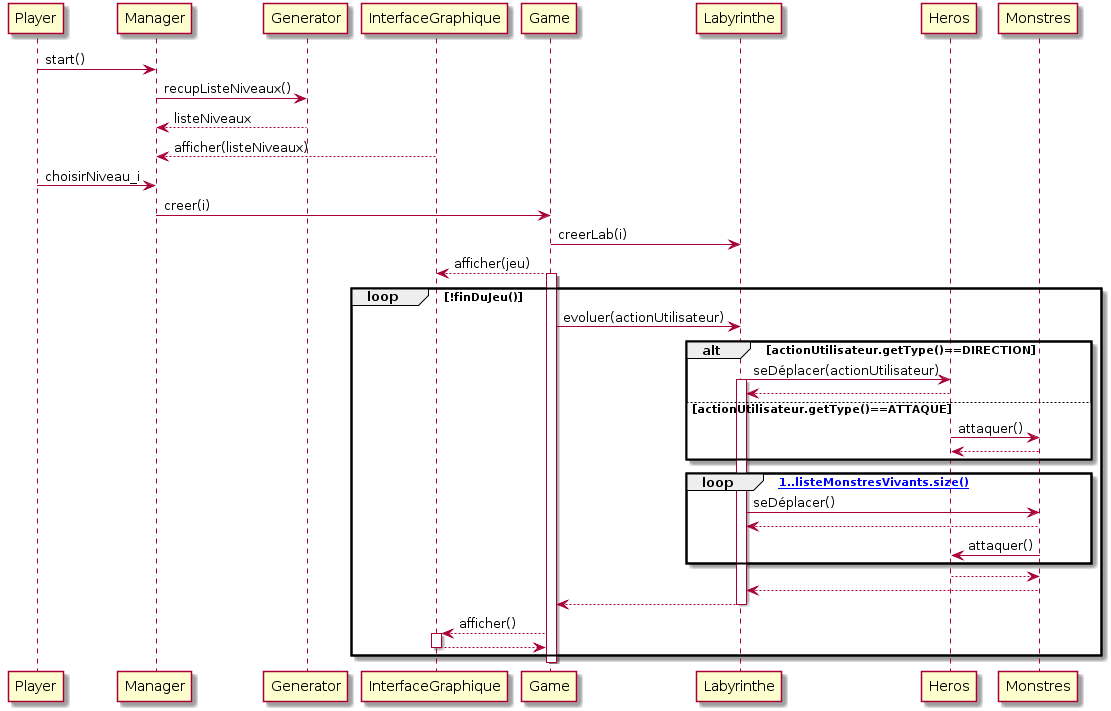 Player Manager Generator InterfaceGraphique Game Labyrinthe Heros Monstres
start()
recupListeNiveaux()
listeNiveaux
afficher(listeNiveaux)
choisirNiveau_i
creer(i)
creerLab(i)
afficher(jeu)
loop [!finDuJeu()]
evoluer(actionUtilisateur)
alt [actionUtilisateur.getType()==DIRECTION]
seDéplacer(actionUtilisateur)
[actionUtilisateur.getType()==ATTAQUE]
attaquer()
loop 1..listeMonstresVivants.size()
seDéplacer()
attaquer()
afficher()
Player Manager Generator InterfaceGraphique Game Labyrinthe Heros Monstres